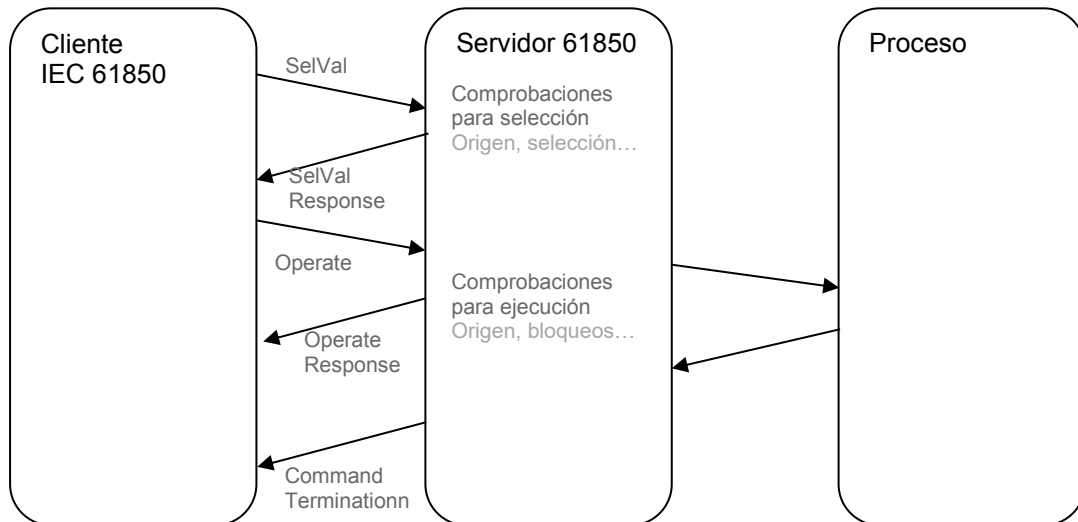 Cliente
IEC 61850
Servidor 61850
Proceso
SelVal
Comprobaciones
para selección
Origen, selección…
SelVal
Response
Operate
Comprobaciones
para ejecución
Origen, bloqueos…
Operate
Response
Command
Terminationn